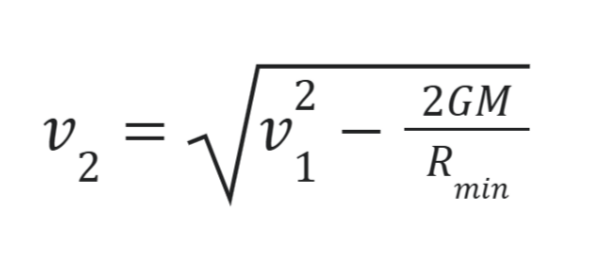 v₂ = √(v₁² − 2GM / R_min)